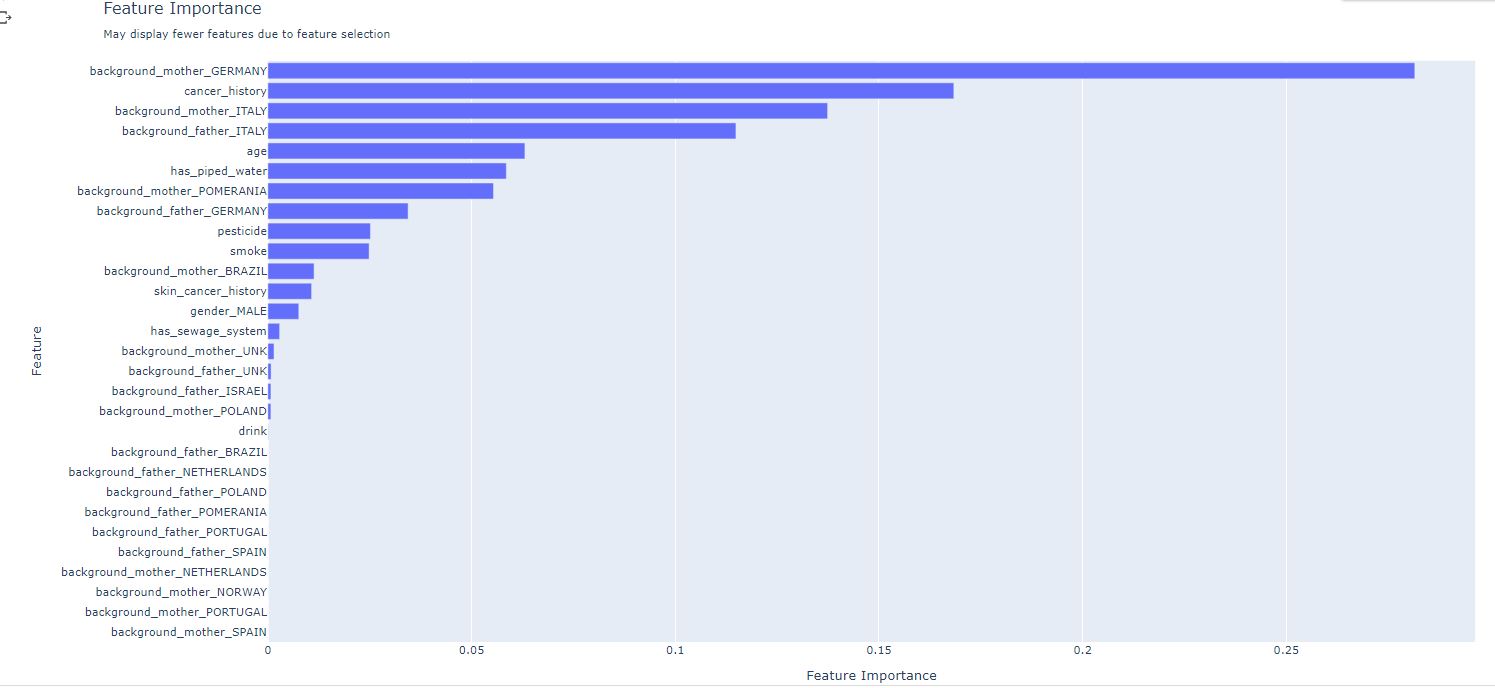 Feature Importance
May display fewer features due to feature selection
background_mother_GERMANY
cancer_history
background_mother_ITALY
background_father_ITALY
age
has_piped_water
background_mother_POMERANIA
background_father_GERMANY
pesticide
smoke
background_mother_BRAZIL
skin_cancer_history
gender_MALE
has_sewage_system
background_mother_UNK
background_father_UNK
background_father_ISRAEL
background_mother_POLAND
drink
background_father_BRAZIL
background_father_NETHERLANDS
background_father_POLAND
background_father_POMERANIA
background_father_PORTUGAL
background_father_SPAIN
background_mother_NETHERLANDS
background_mother_NORWAY
background_mother_PORTUGAL
background_mother_SPAIN
Feature
0 0.05 0.1 0.15 0.2 0.25
Feature Importance